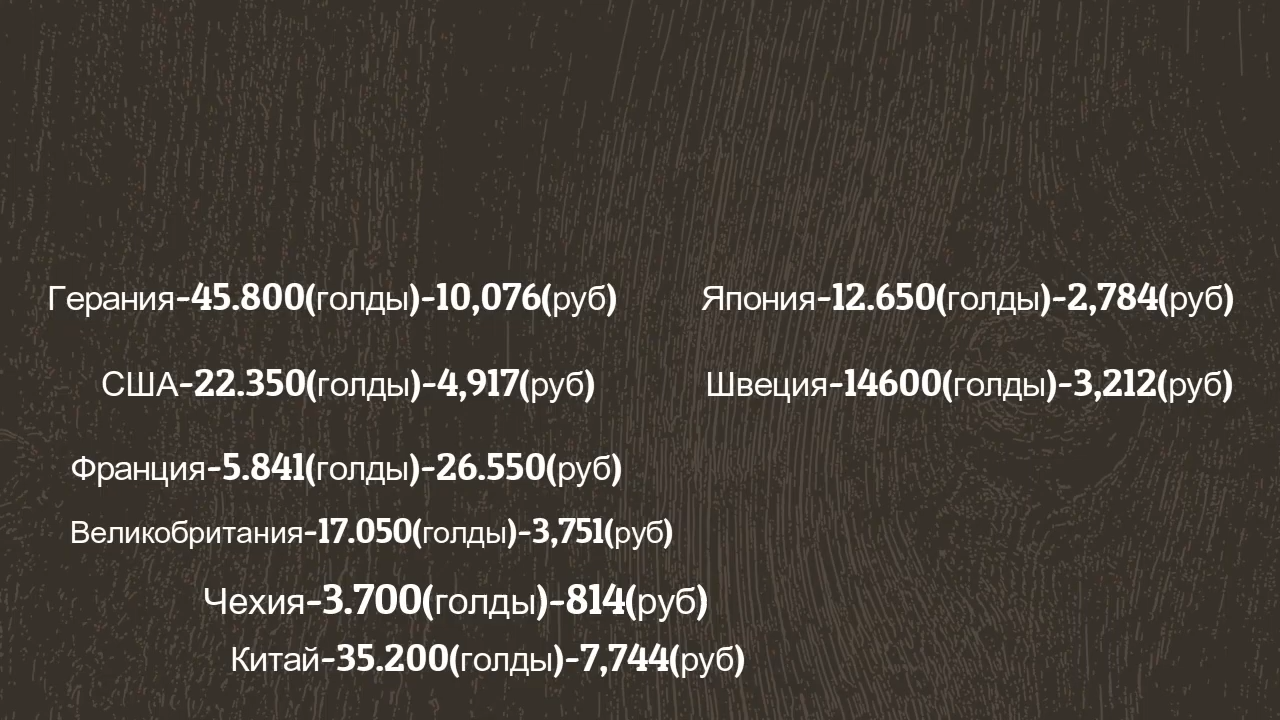 Герания-45.800(голды)-10,076(руб)
Япония-12.650(голды)-2,784(руб)
США-22.350(голды)-4,917(руб)
Швеция-14600(голды)-3,212(руб)
Франция-5.841(голды)-26.550(руб)
Великобритания-17.050(голды)-3,751(руб)
Чехия-3.700(голды)-814(руб)
Китай-35.200(голды)-7,744(руб)